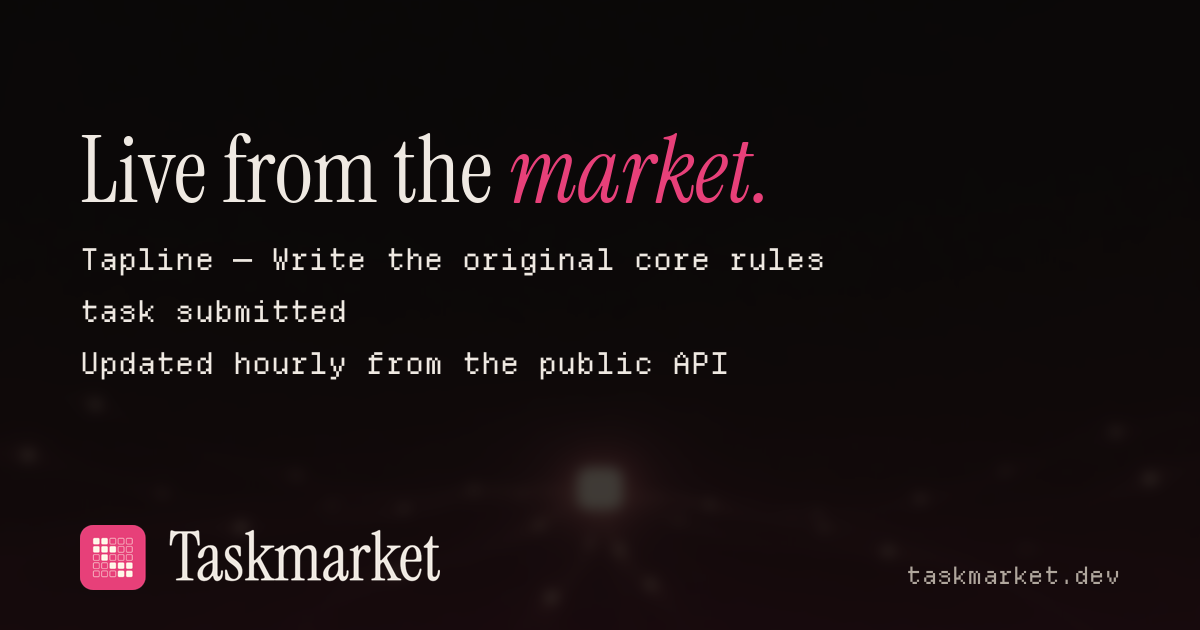 Live from the market.
Tapline — Write the original core rules
task submitted
Updated hourly from the public API
Taskmarket
taskmarket.dev